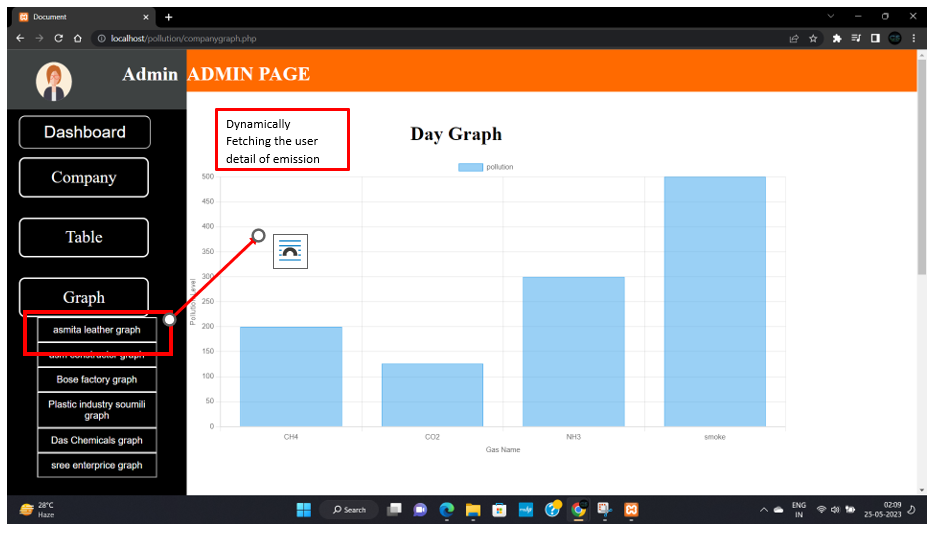 Document
localhost/pollution/companygraph.php
Admin
ADMIN PAGE
Dashboard
Company
Table
Graph
asmita leather graph
asm constructor graph
Bose factory graph
Plastic industry soumili
graph
Das Chemicals graph
sree enterprice graph
Dynamically
Fetching the user
detail of emission
Day Graph
pollution
500
450
400
350
300
250
200
150
100
50
0
Pollution Level
CH4
CO2
NH3
smoke
Gas Name
28°C
Haze
Search
ENG
IN
02:09
25-05-2023